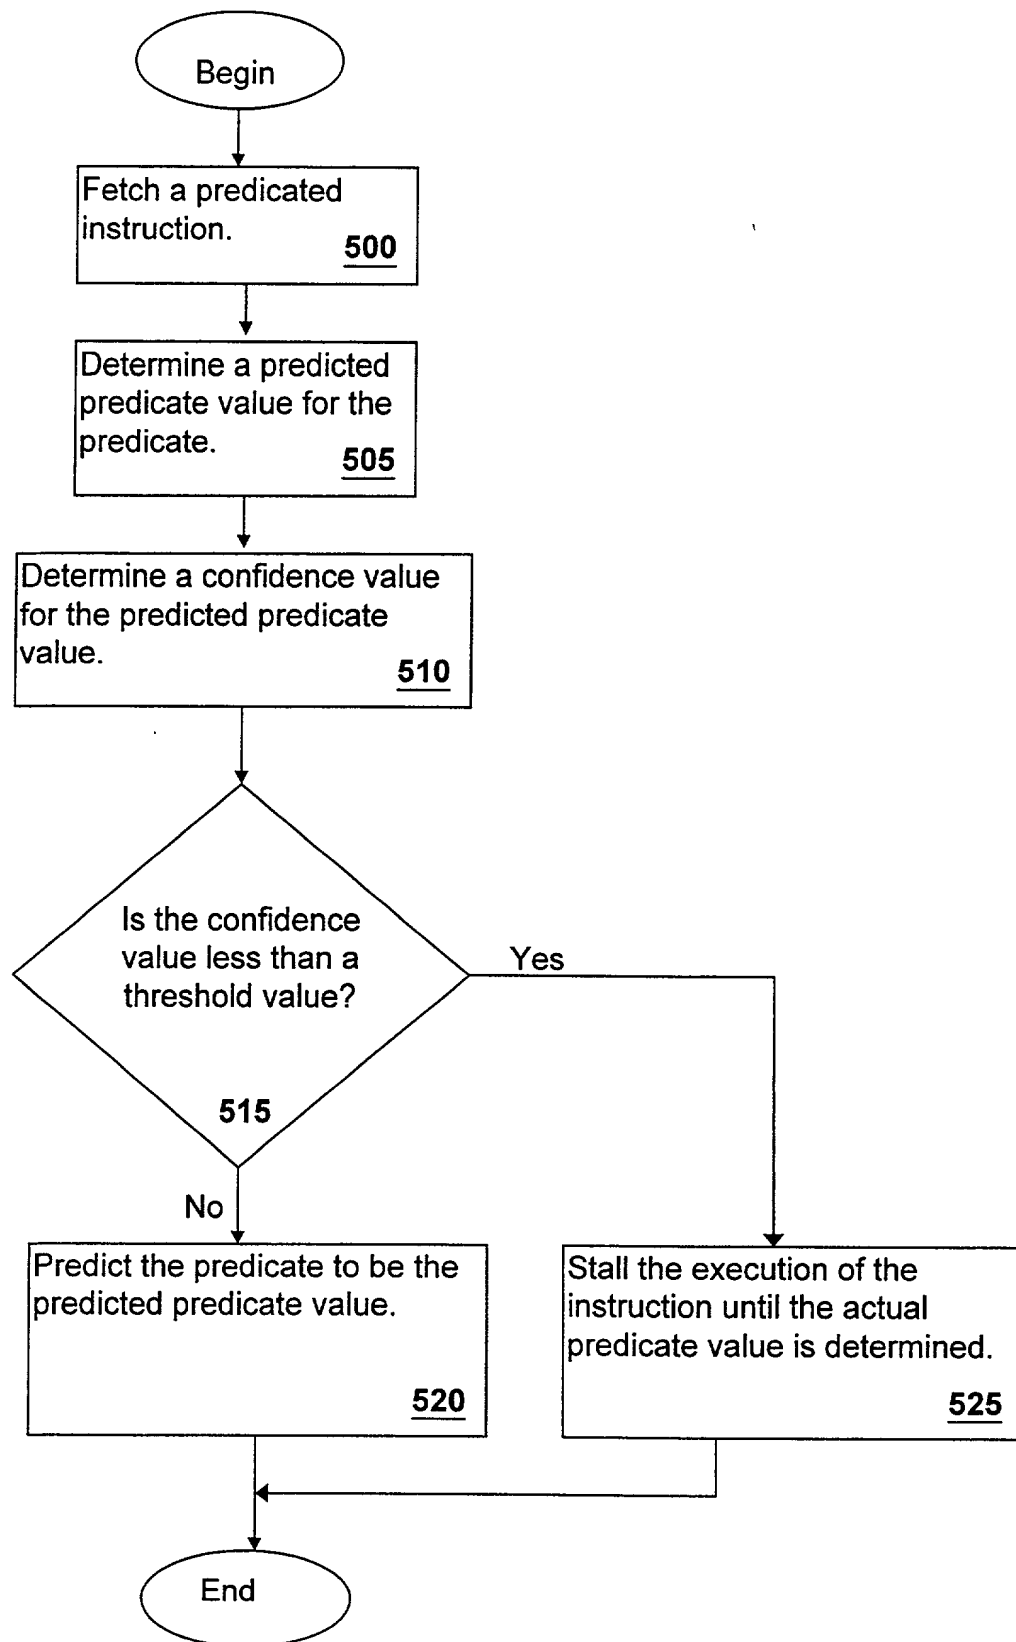 Begin
Fetch a predicated
instruction.
500
Determine a predicted
predicate value for the
predicate.
505
Determine a confidence value
for the predicted predicate
value.
510
Is the confidence
value less than a
threshold value?
515
Yes
No
Predict the predicate to be the
predicted predicate value.
520
Stall the execution of the
instruction until the actual
predicate value is determined.
525
End